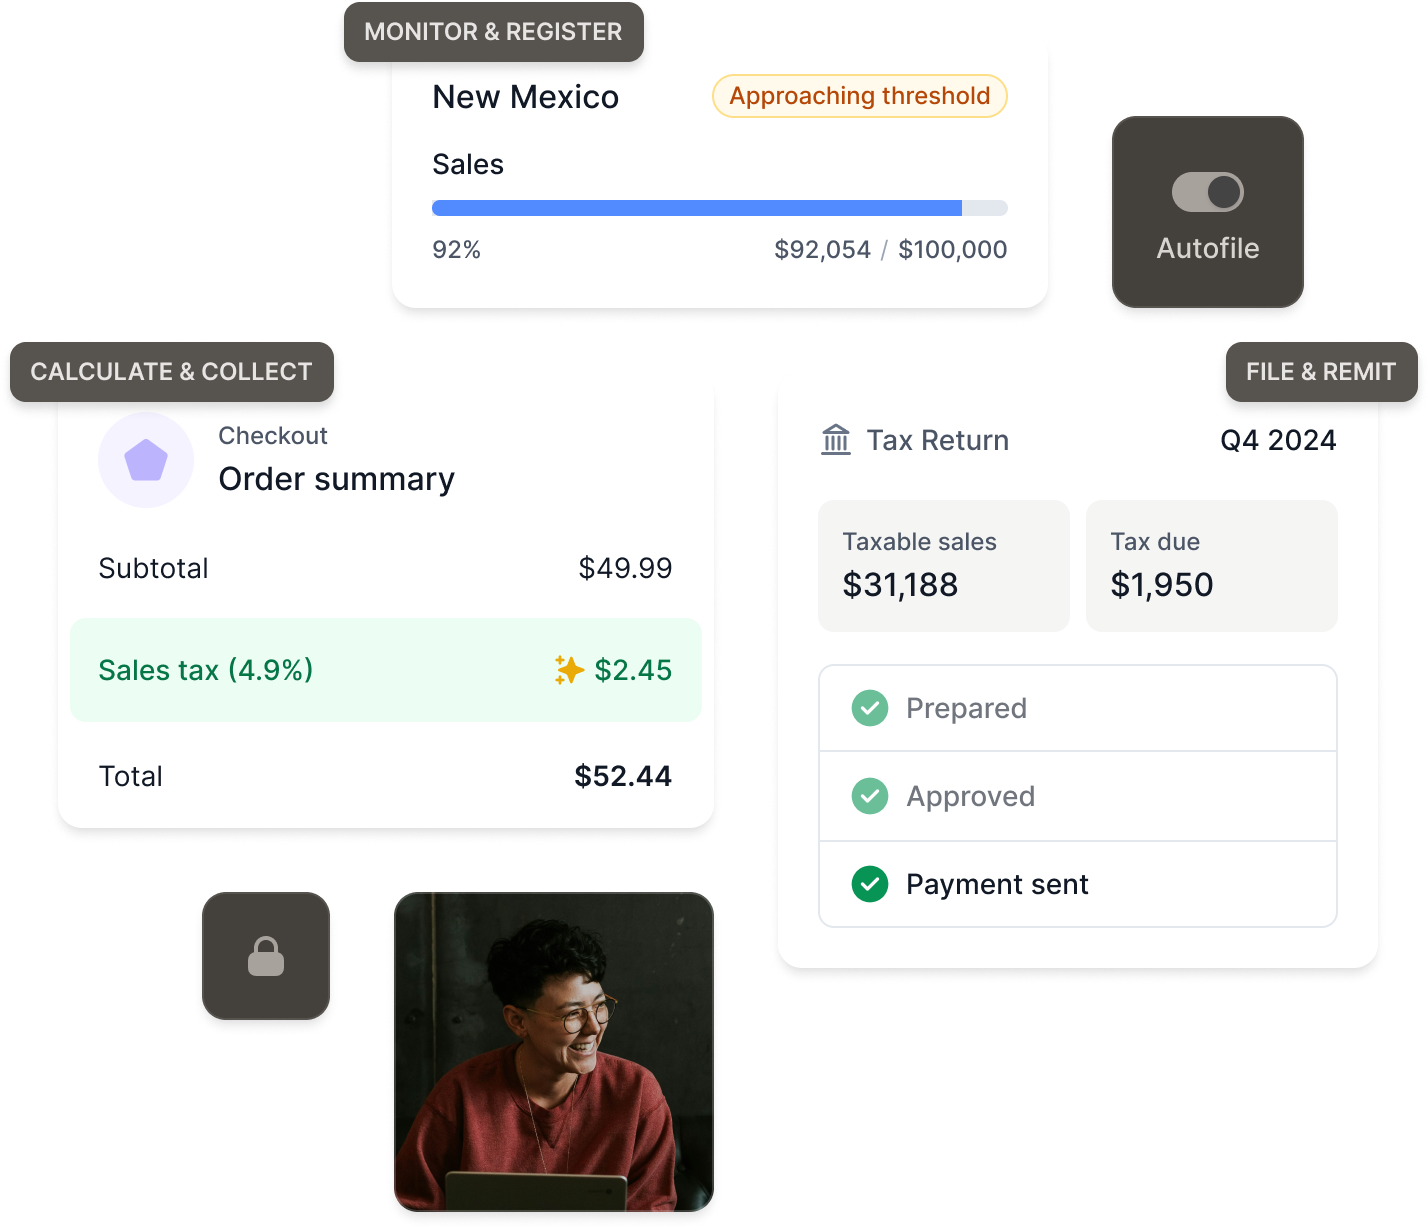 MONITOR & REGISTER
New Mexico
Approaching threshold
Sales
92%
$92,054 / $100,000
Autofile
CALCULATE & COLLECT
Checkout
Order summary
Subtotal
$49.99
Sales tax (4.9%)
$2.45
Total
$52.44
FILE & REMIT
Tax Return
Q4 2024
Taxable sales
$31,188
Tax due
$1,950
Prepared
Approved
Payment sent